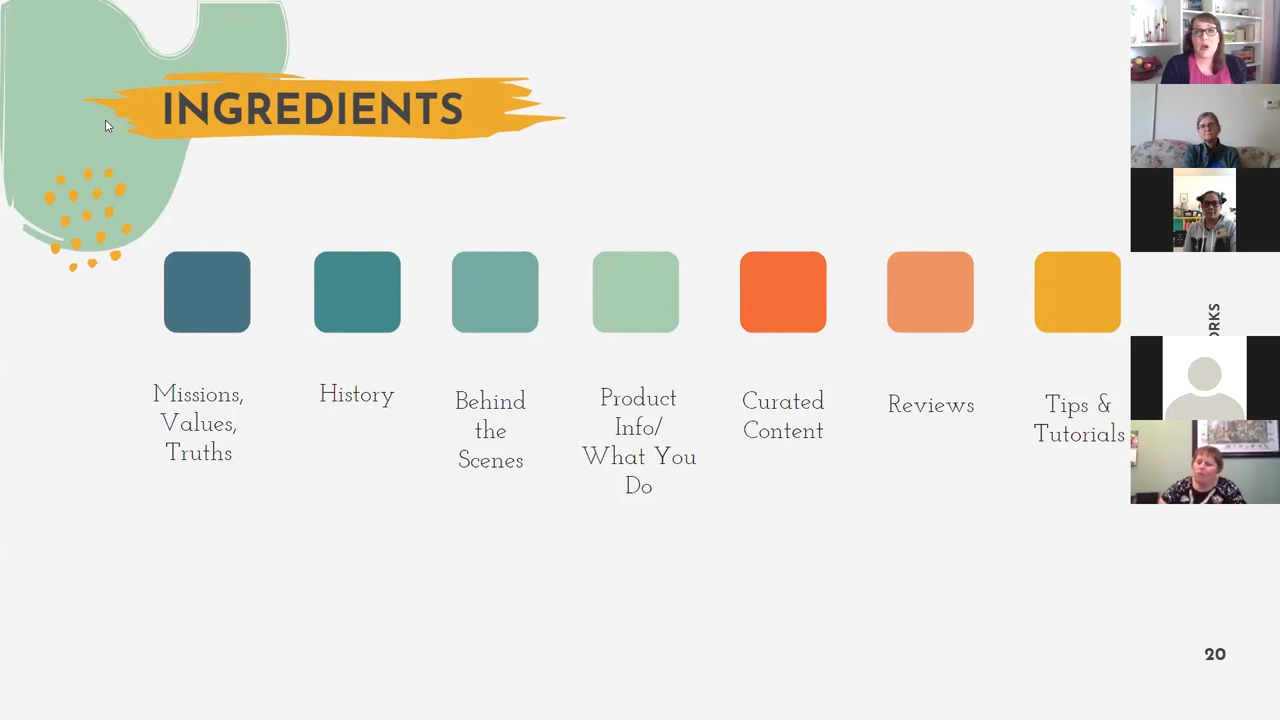 INGREDIENTS
Missions,
Values,
Truths
History
Behind
the
Scenes
Product
Info/
What You
Do
Curated
Content
Reviews
Tips &
Tutorials
ORKS
20